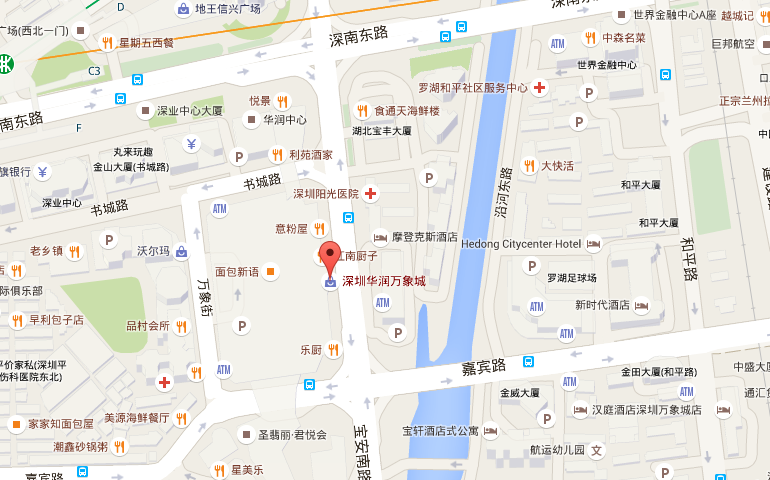 地王信兴广场
D
深南东路
世界金融中心A座
越城记
广场(西北一门)
星期五西餐
ATM
中森名菜
巨邦航空
世界金融中心
C3
罗湖和平社区服务中心
P
正宗兰州拉
悦景
深业中心大厦
食通天海鲜楼
南东路
华润中心
F
湖北宝丰大厦
P
丸来玩趣
金山大厦(书城路)
¥
P
利苑酒家
旗银行
¥
大快活
P
和平大厦
书城路
深圳阳光医院
沿河东路
深业中心
书城路
ATM
和平大厦
意粉屋
摩登克斯酒店
Hedong Citycenter Hotel
和平路
P
老乡镇
沃尔玛
江南厨子
P
面包新语
深圳华润万象城
罗湖足球场
际俱乐部
万象街
ATM
ATM
新时代酒店
早利包子店
品村会所
P
P
ATM
乐厨
嘉宾路
平价家私(深圳平
伤科医院东北)
ATM
金田大厦(和平路)
中盛大厦
ATM
金威大厦
通汇
汉庭酒店深圳万象城店
美源海鲜餐厅
P
家家知面包屋
圣翡丽·君悦会
宝轩酒店式公寓
宝安南路
潮鑫砂锅粥
航运幼儿园
文
星美乐
嘉宾路
P